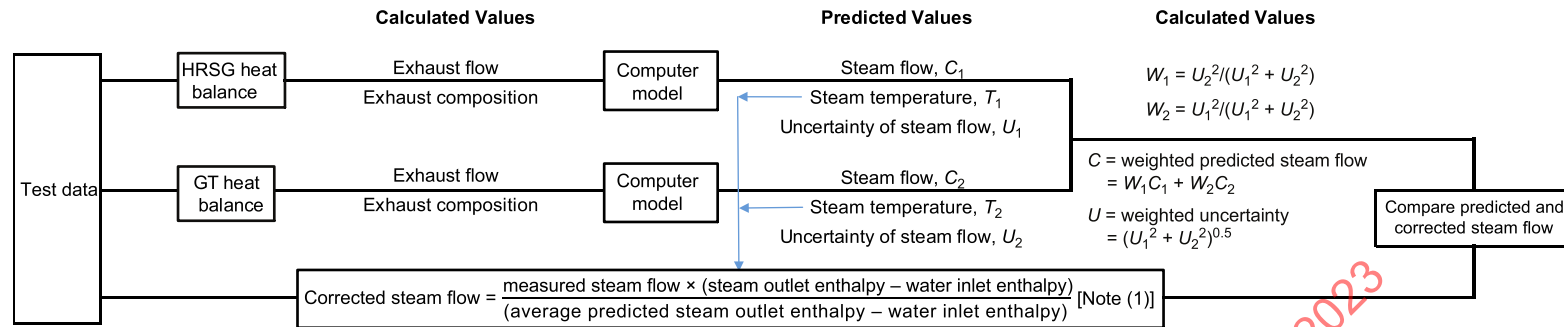 Calculated Values
Predicted Values
Calculated Values
Test data
HRSG heat
balance
Exhaust flow
Exhaust composition
Computer
model
Steam flow, C₁
Steam temperature, T₁
Uncertainty of steam flow, U₁
W₁ = U₂²/(U₁² + U₂²)
W₂ = U₁²/(U₁² + U₂²)
GT heat
balance
Exhaust flow
Exhaust composition
Computer
model
Steam flow, C₂
Steam temperature, T₂
Uncertainty of steam flow, U₂
C = weighted predicted steam flow
= W₁C₁ + W₂C₂
U = weighted uncertainty
= (U₁² + U₂²)⁰·⁵
Compare predicted and
corrected steam flow
Corrected steam flow = measured steam flow × (steam outlet enthalpy – water inlet enthalpy) [Note (1)]
(average predicted steam outlet enthalpy – water inlet enthalpy)
2023